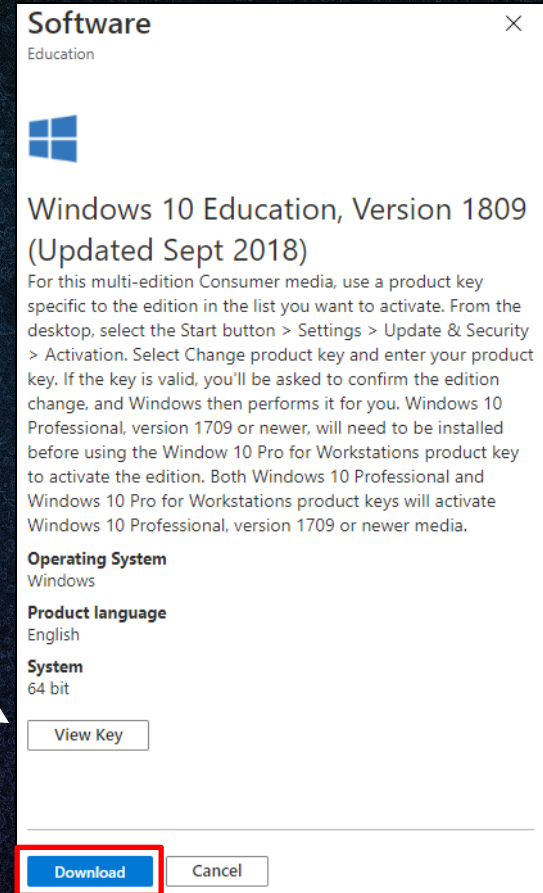 Software
Education
Windows 10 Education, Version 1809
(Updated Sept 2018)
For this multi-edition Consumer media, use a product key
specific to the edition in the list you want to activate. From the
desktop, select the Start button > Settings > Update & Security
> Activation. Select Change product key and enter your product
key. If the key is valid, you'll be asked to confirm the edition
change, and Windows then performs it for you. Windows 10
Professional, version 1709 or newer, will need to be installed
before using the Window 10 Pro for Workstations product key
to activate the edition. Both Windows 10 Professional and
Windows 10 Pro for Workstations product keys will activate
Windows 10 Professional, version 1709 or newer media.
Operating System
Windows
Product language
English
System
64 bit
View Key
Download Cancel